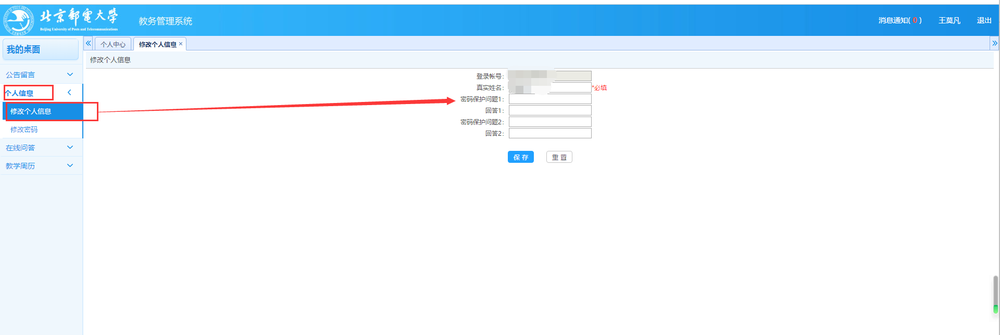 北京郵電大學
Beijing University of Posts and Telecommunications
教务管理系统
消息通知( 0 )
王莫凡
退出
我的桌面
个人中心
修改个人信息 ×
修改个人信息
公告留言
个人信息
修改个人信息
修改密码
在线问答
教学周历
登录帐号:
真实姓名:
*必填
密码保护问题1:
回答1:
密码保护问题2:
回答2:
保 存
重 置